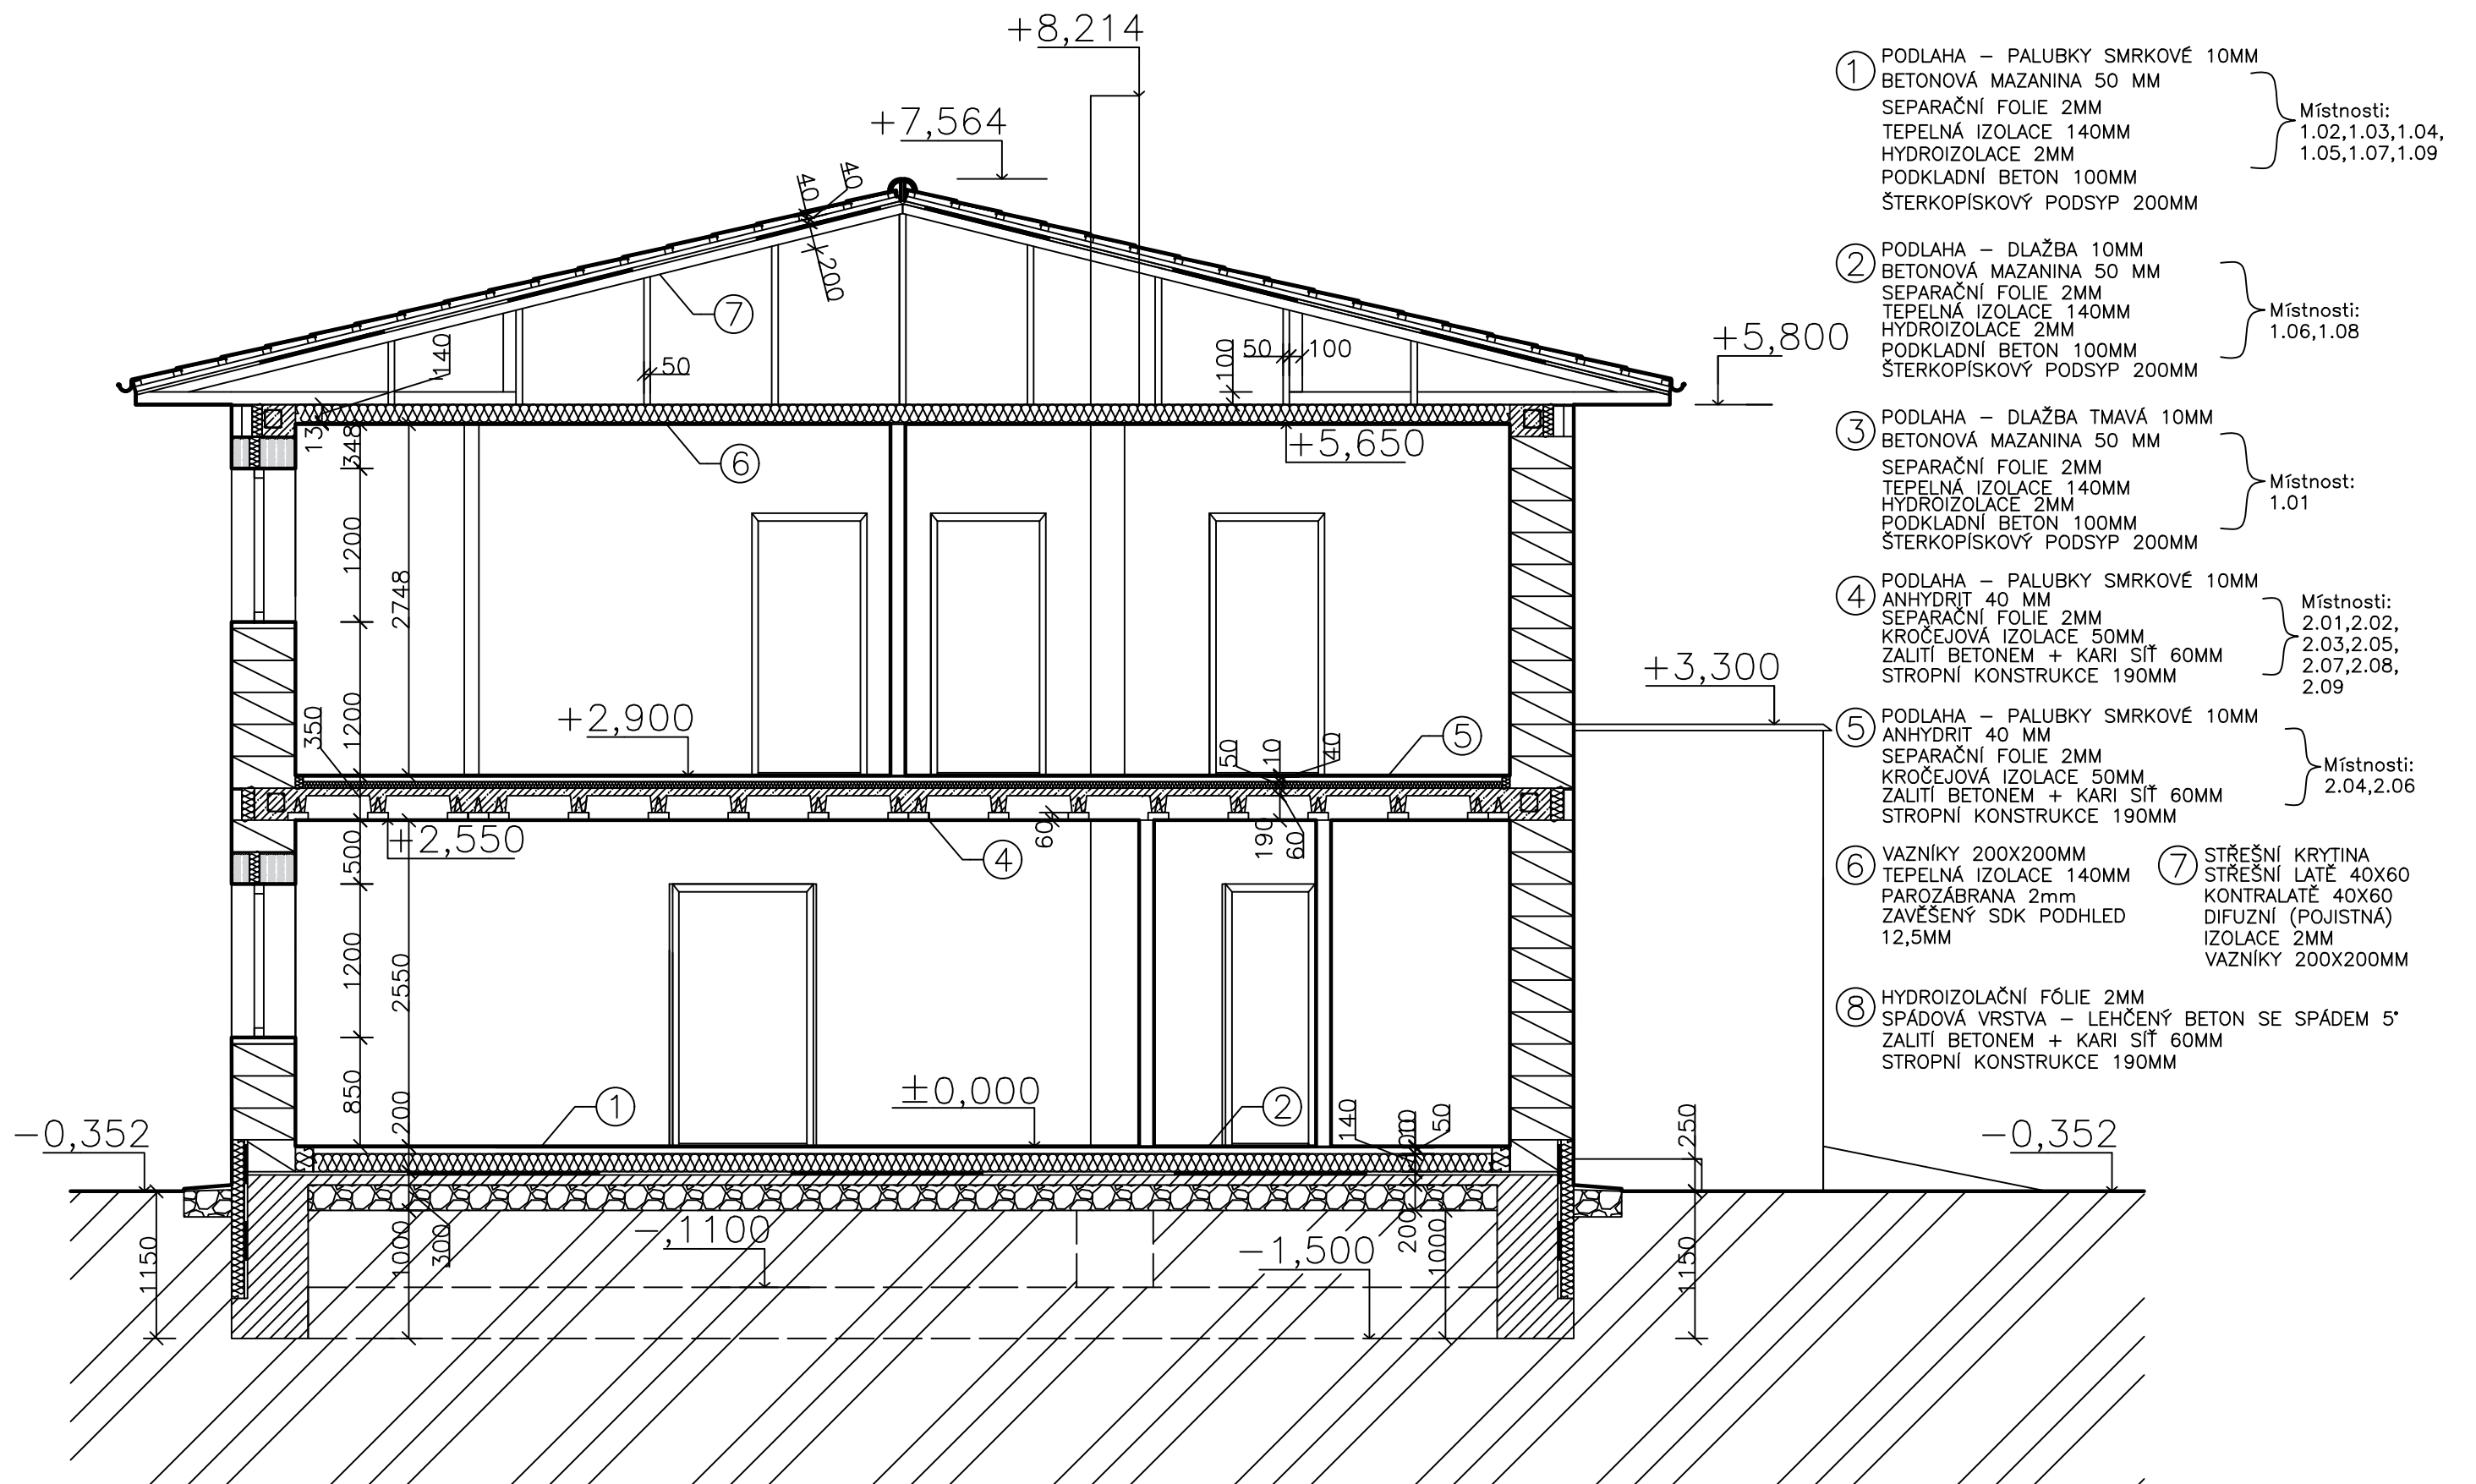 +8,214
+7,564
40
40
200
7
+5,800
140
50
50
100
100
13
348
6
+5,650
1200
2748
+3,300
1200
350
+2,900
50
10
40
5
+2,550
500
4
60
190
60
1200
2550
850
200
1
±0,000
2
140
200
50
250
-0,352
-0,352
1150
1000
300
-,1100
-1,500
200
1000
1150
1 PODLAHA – PALUBKY SMRKOVÉ 10MM
BETONOVÁ MAZANINA 50 MM
SEPARAČNÍ FOLIE 2MM
TEPELNÁ IZOLACE 140MM
HYDROIZOLACE 2MM
PODKLADNÍ BETON 100MM
ŠTERKOPÍSKOVÝ PODSYP 200MM
Místnosti:
1.02,1.03,1.04,
1.05,1.07,1.09
2 PODLAHA – DLAŽBA 10MM
BETONOVÁ MAZANINA 50 MM
SEPARAČNÍ FOLIE 2MM
TEPELNÁ IZOLACE 140MM
HYDROIZOLACE 2MM
PODKLADNÍ BETON 100MM
ŠTERKOPÍSKOVÝ PODSYP 200MM
Místnosti:
1.06,1.08
3 PODLAHA – DLAŽBA TMAVÁ 10MM
BETONOVÁ MAZANINA 50 MM
SEPARAČNÍ FOLIE 2MM
TEPELNÁ IZOLACE 140MM
HYDROIZOLACE 2MM
PODKLADNÍ BETON 100MM
ŠTERKOPÍSKOVÝ PODSYP 200MM
Místnost:
1.01
4 PODLAHA – PALUBKY SMRKOVÉ 10MM
ANHYDRIT 40 MM
SEPARAČNÍ FOLIE 2MM
KROČEJOVÁ IZOLACE 50MM
ZALITÍ BETONEM + KARI SÍŤ 60MM
STROPNÍ KONSTRUKCE 190MM
Místnosti:
2.01,2.02,
2.03,2.05,
2.07,2.08,
2.09
5 PODLAHA – PALUBKY SMRKOVÉ 10MM
ANHYDRIT 40 MM
SEPARAČNÍ FOLIE 2MM
KROČEJOVÁ IZOLACE 50MM
ZALITÍ BETONEM + KARI SÍŤ 60MM
STROPNÍ KONSTRUKCE 190MM
Místnosti:
2.04,2.06
6 VAZNÍKY 200X200MM
TEPELNÁ IZOLACE 140MM
PAROZÁBRANA 2mm
ZAVĚŠENÝ SDK PODHLED
12,5MM
7 STŘEŠNÍ KRYTINA
STŘEŠNÍ LATĚ 40X60
KONTRALATĚ 40X60
DIFUZNÍ (POJISTNÁ)
IZOLACE 2MM
VAZNÍKY 200X200MM
8 HYDROIZOLAČNÍ FÓLIE 2MM
SPÁDOVÁ VRSTVA – LEHČENÝ BETON SE SPÁDEM 5°
ZALITÍ BETONEM + KARI SÍŤ 60MM
STROPNÍ KONSTRUKCE 190MM